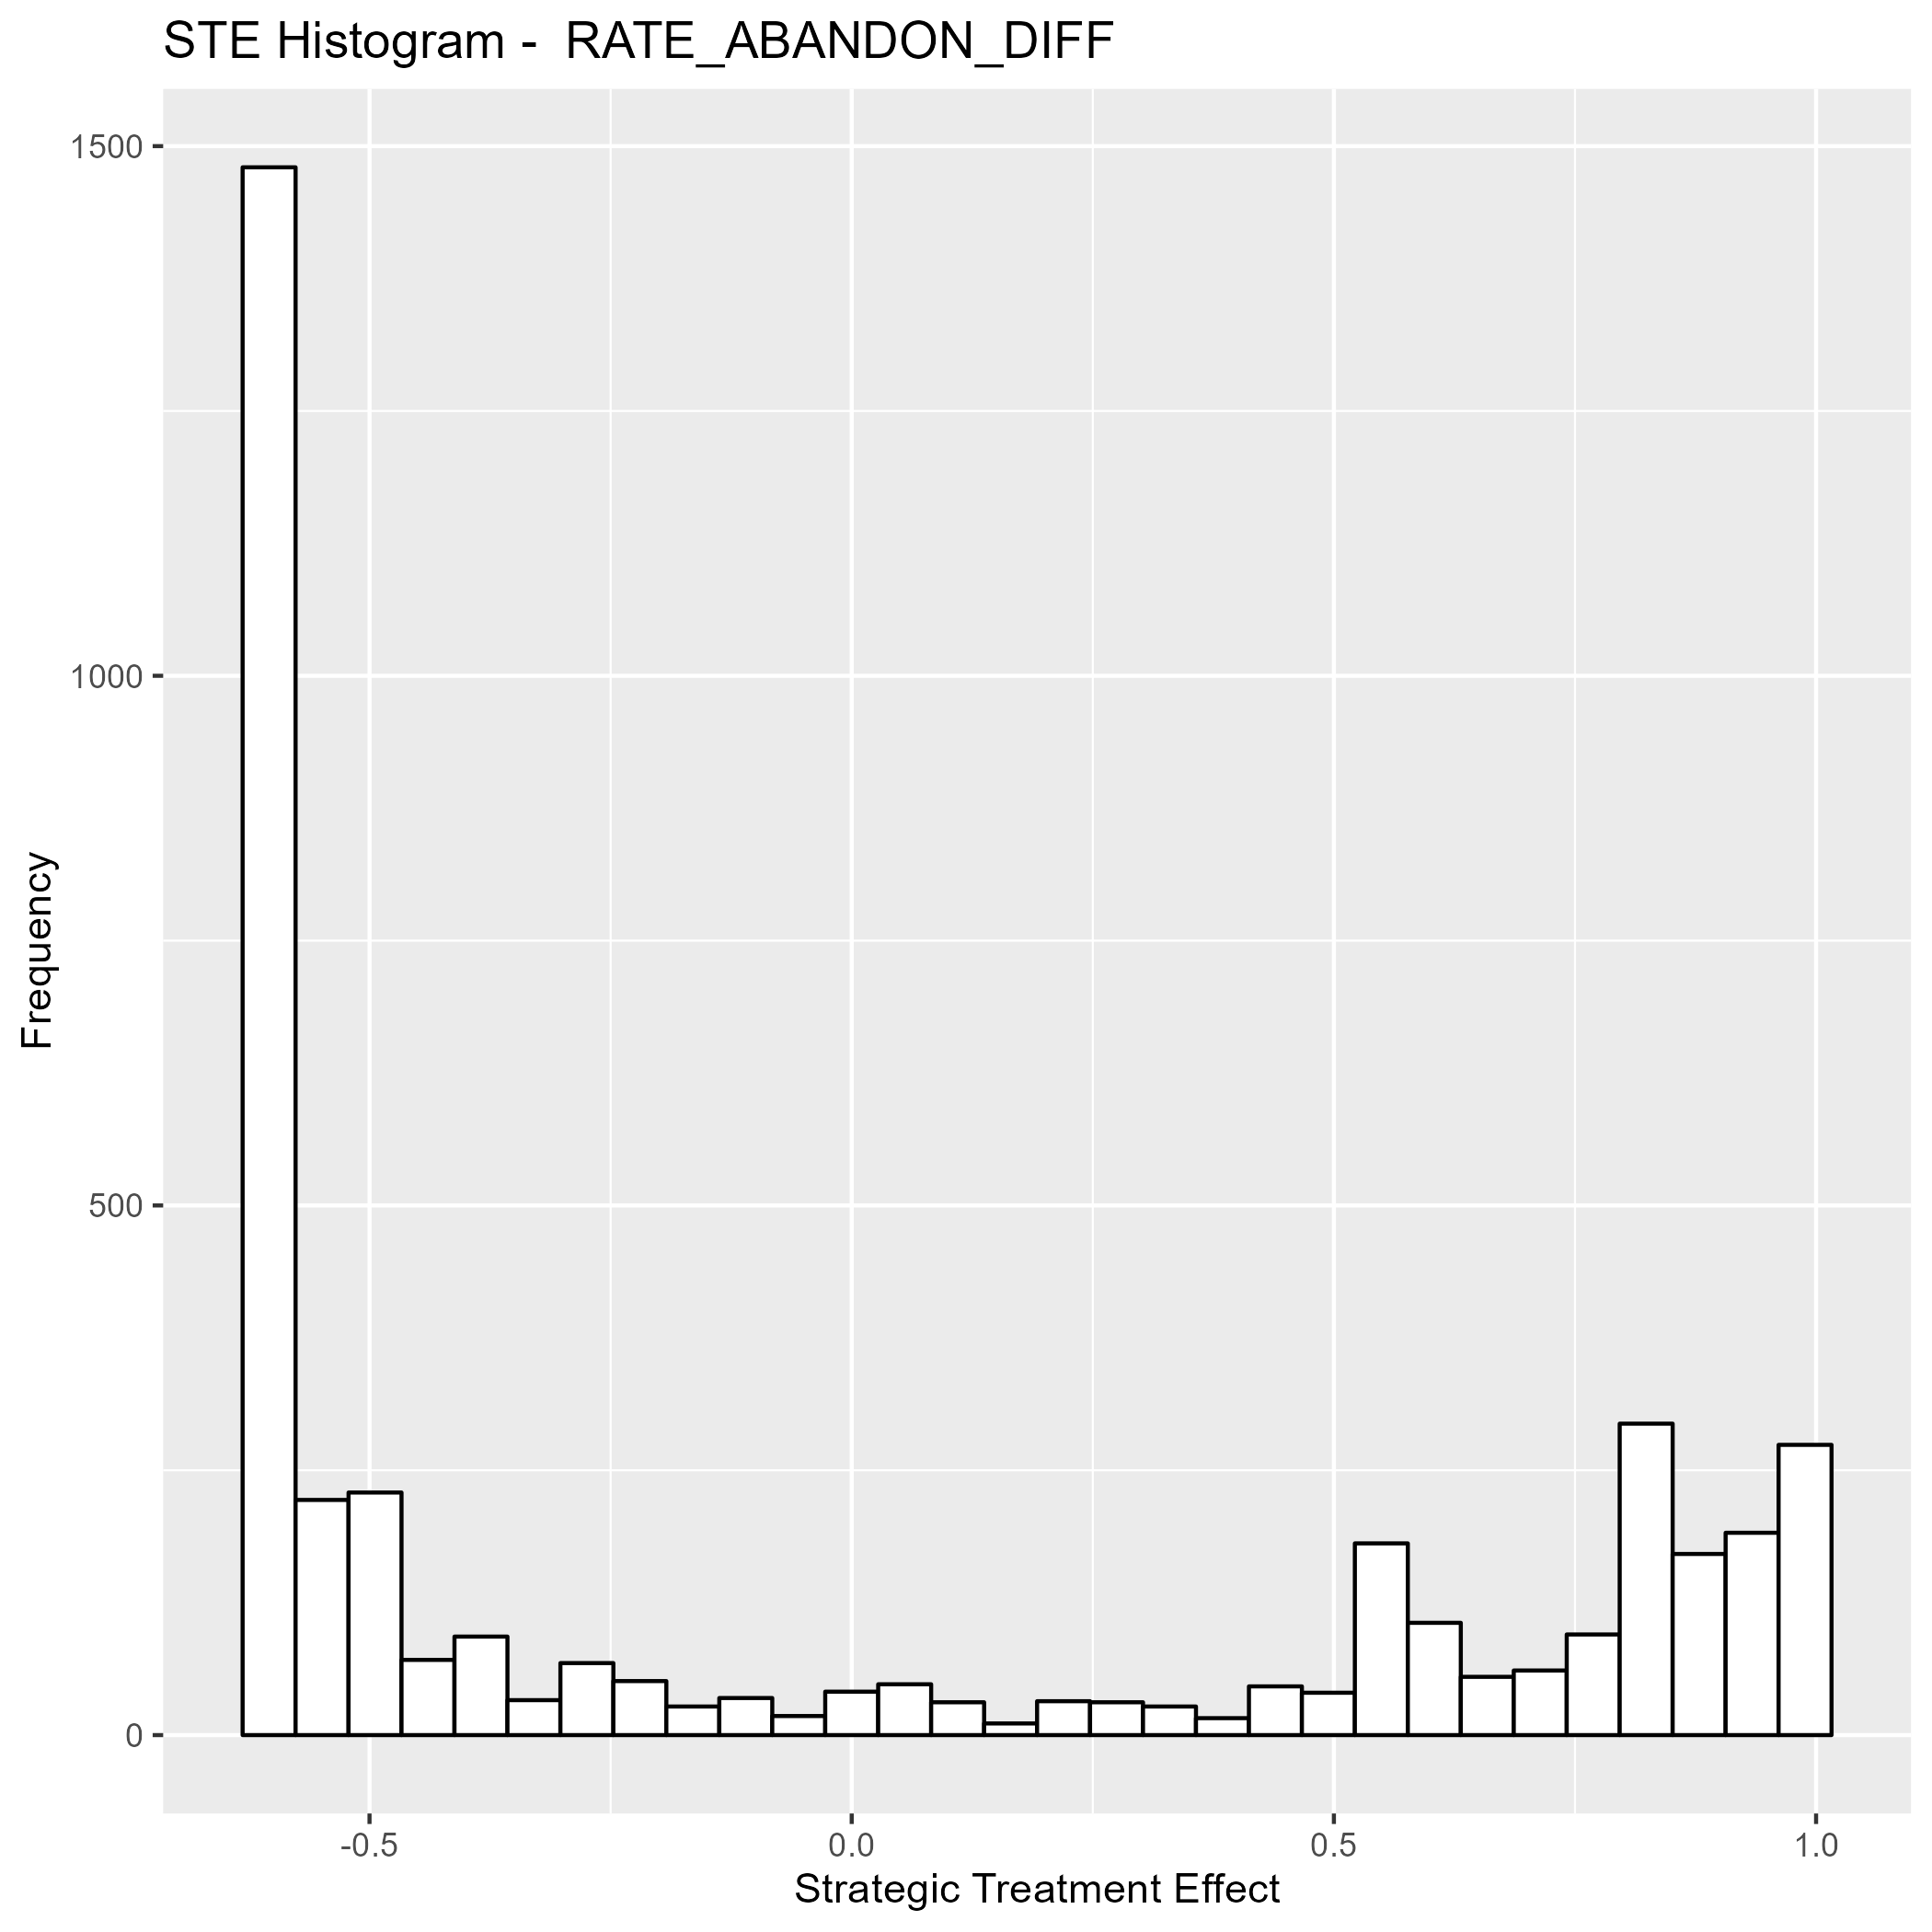 STE Histogram -  RATE_ABANDON_DIFF
1500
1000
500
0
Frequency
-0.5 0.0 0.5 1.0
Strategic Treatment Effect